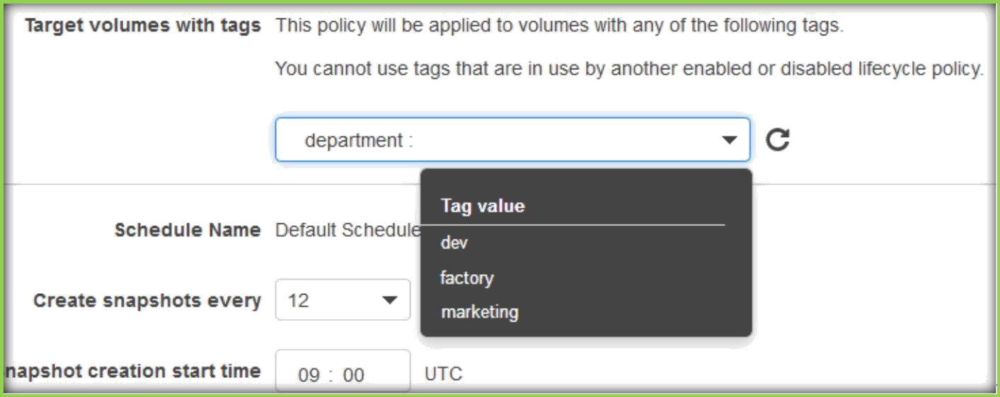 Target volumes with tags This policy will be applied to volumes with any of the following tags.
You cannot use tags that are in use by another enabled or disabled lifecycle policy.
department :
Tag value
Schedule Name Default Schedule
dev
factory
Create snapshots every 12
marketing
napshot creation start time 09 : 00 UTC